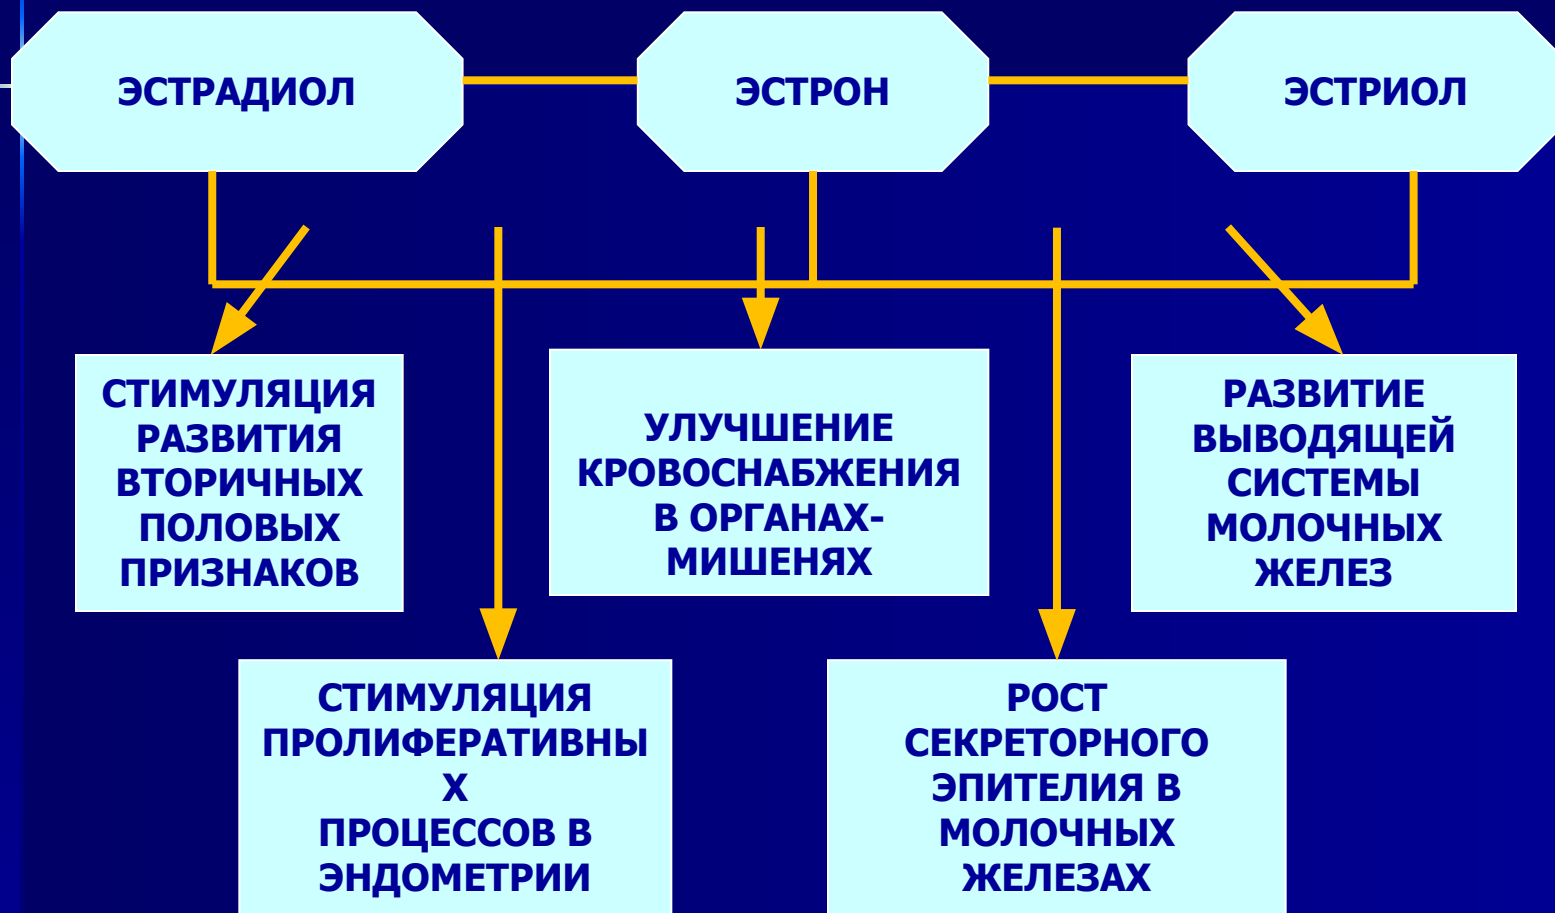 ЭСТРАДИОЛ
ЭСТРОН
ЭСТРИОЛ
СТИМУЛЯЦИЯ
РАЗВИТИЯ
ВТОРИЧНЫХ
ПОЛОВЫХ
ПРИЗНАКОВ
УЛУЧШЕНИЕ
КРОВОСНАБЖЕНИЯ
В ОРГАНАХ-
МИШЕНЯХ
РАЗВИТИЕ
ВЫВОДЯЩЕЙ
СИСТЕМЫ
МОЛОЧНЫХ
ЖЕЛЕЗ
СТИМУЛЯЦИЯ
ПРОЛИФЕРАТИВНЫ
Х
ПРОЦЕССОВ В
ЭНДОМЕТРИИ
РОСТ
СЕКРЕТОРНОГО
ЭПИТЕЛИЯ В
МОЛОЧНЫХ
ЖЕЛЕЗАХ